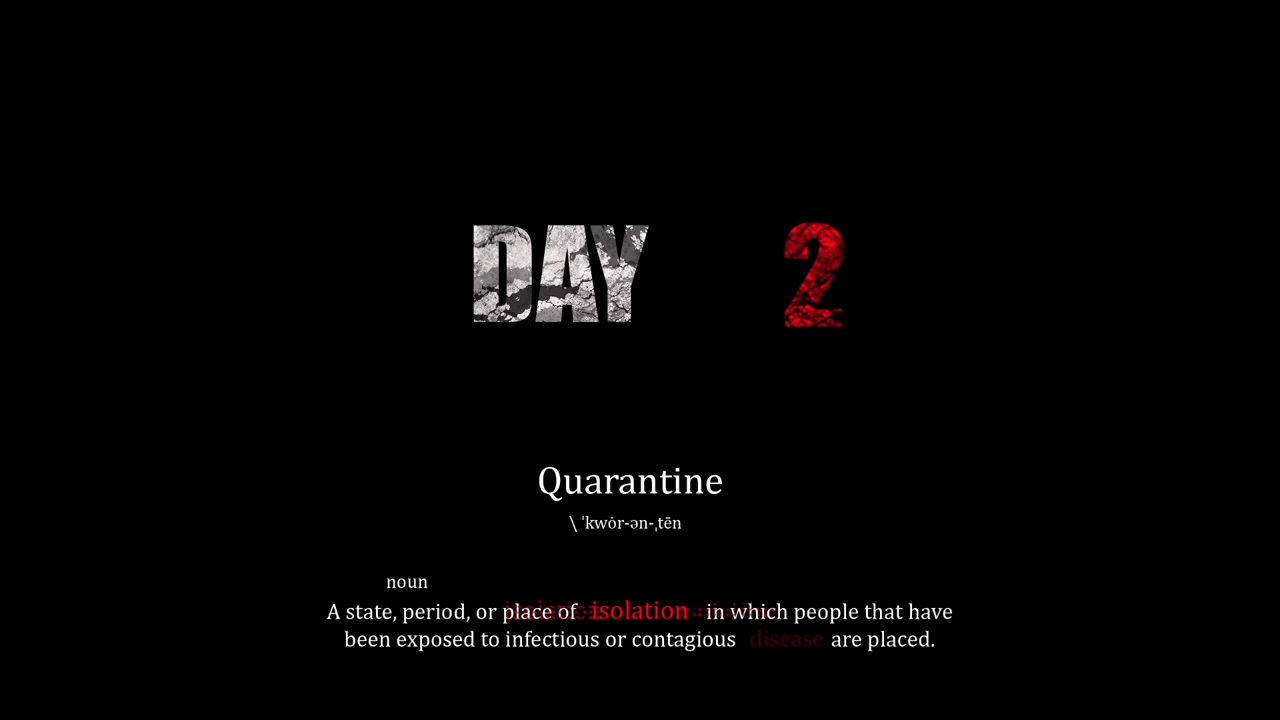 DAY 2
Quarantine
\ ˈkwȯr-ən-ˌtēn
noun
A state, period, or place of isolation in which people that have
been exposed to infectious or contagious disease are placed.